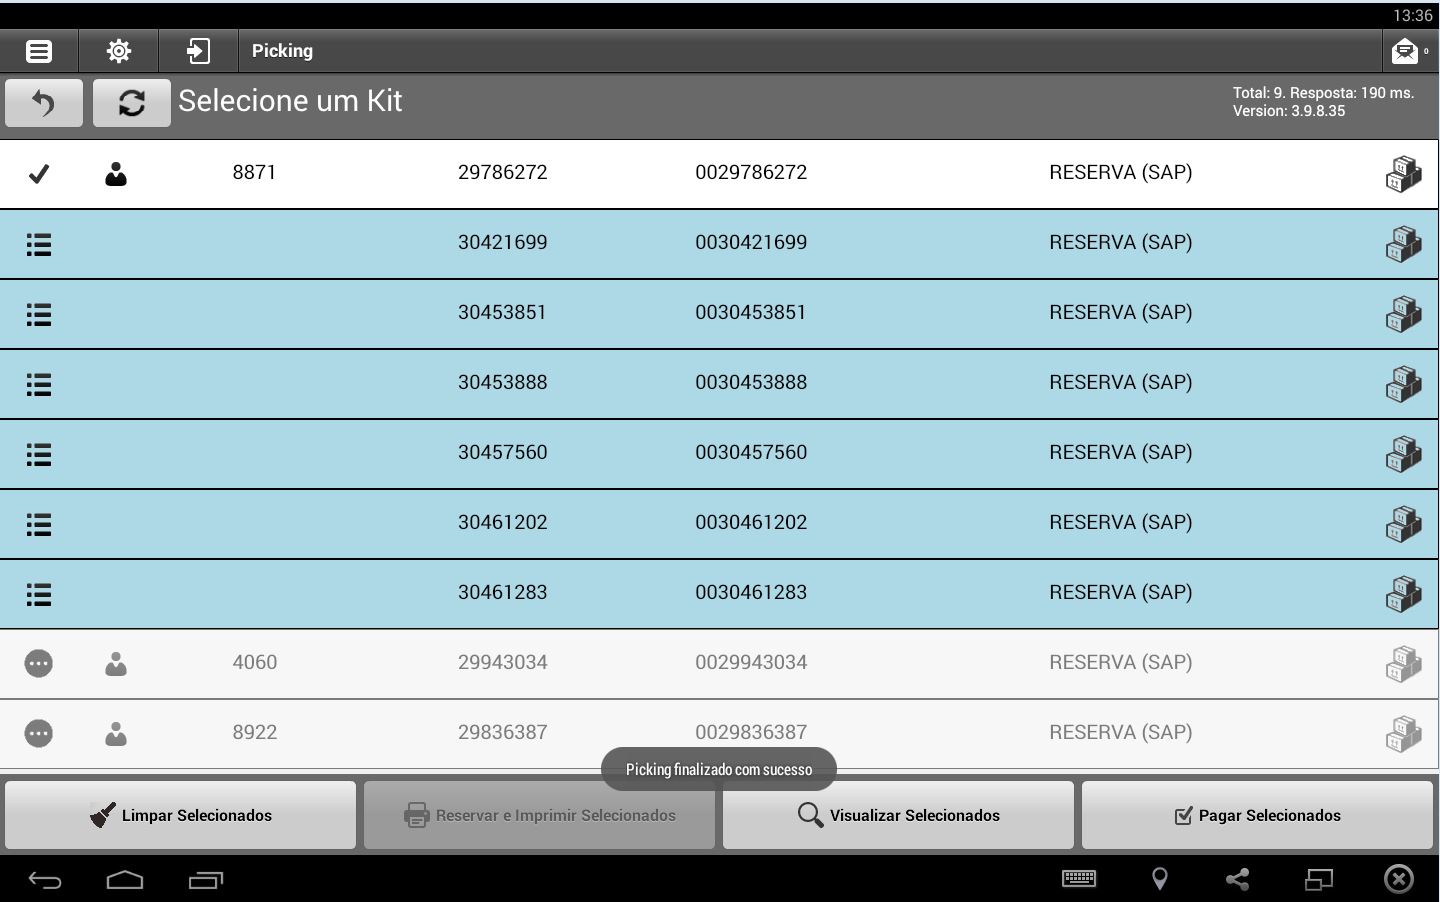 13:36
Picking
0
Selecione um Kit
Total: 9. Resposta: 190 ms.
Version: 3.9.8.35
8871 29786272 0029786272 RESERVA (SAP)
30421699 0030421699 RESERVA (SAP)
30453851 0030453851 RESERVA (SAP)
30453888 0030453888 RESERVA (SAP)
30457560 0030457560 RESERVA (SAP)
30461202 0030461202 RESERVA (SAP)
30461283 0030461283 RESERVA (SAP)
4060 29943034 0029943034 RESERVA (SAP)
8922 29836387 0029836387 RESERVA (SAP)
Picking finalizado com sucesso
Limpar Selecionados
Reservar e Imprimir Selecionados
Visualizar Selecionados
Pagar Selecionados